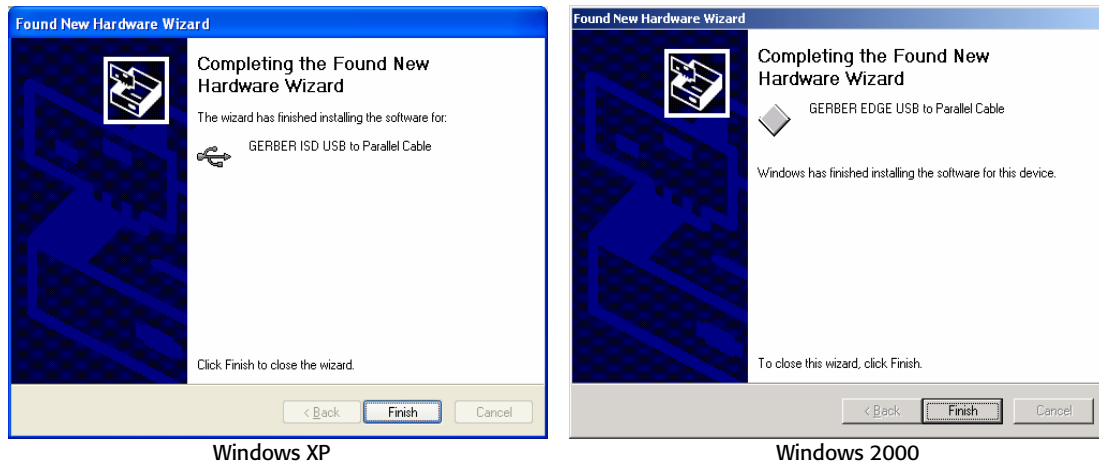 Found New Hardware Wizard
Completing the Found New
Hardware Wizard
The wizard has finished installing the software for:
GERBER ISD USB to Parallel Cable
Click Finish to close the wizard.
< Back
Finish
Cancel
Windows XP
Found New Hardware Wizard
Completing the Found New
Hardware Wizard
GERBER EDGE USB to Parallel Cable
Windows has finished installing the software for this device.
To close this wizard, click Finish.
< Back
Finish
Cancel
Windows 2000